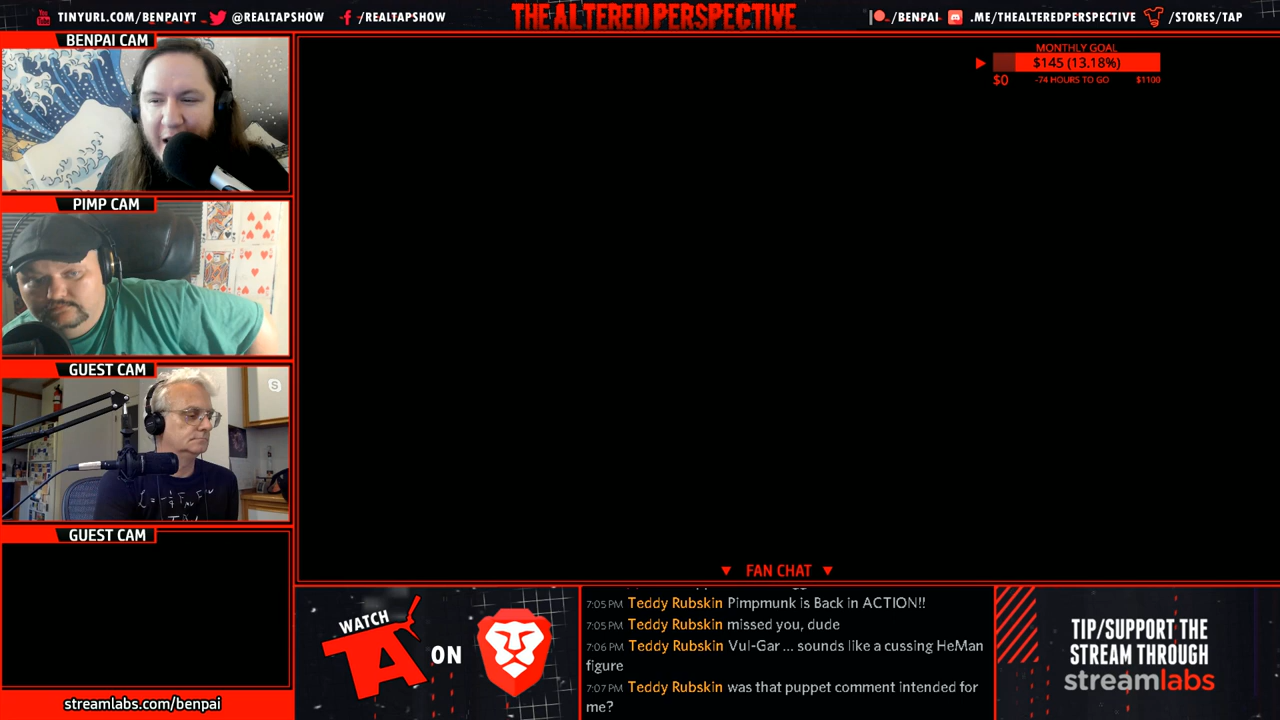 TINYURL.COM/BENPAIYT
@REALTAPSHOW
/REALTAPSHOW
THE ALTERED PERSPECTIVE
/BENPAI
.ME/THEALTEREDPERSPECTIVE
/STORES/TAP
BENPAI CAM
MONTHLY GOAL
$145 (13.18%)
$0
-74 HOURS TO GO
$1100
PIMP CAM
GUEST CAM
GUEST CAM
FAN CHAT
WATCH
ON
7:05 PM Teddy Rubskin Pimpmunk is Back in ACTION!!
7:05 PM Teddy Rubskin missed you, dude
7:06 PM Teddy Rubskin Vul-Gar ... sounds like a cussing HeMan
figure
7:07 PM Teddy Rubskin was that puppet comment intended for
me?
TIP/SUPPORT THE
STREAM THROUGH
streamlabs
streamlabs.com/benpai